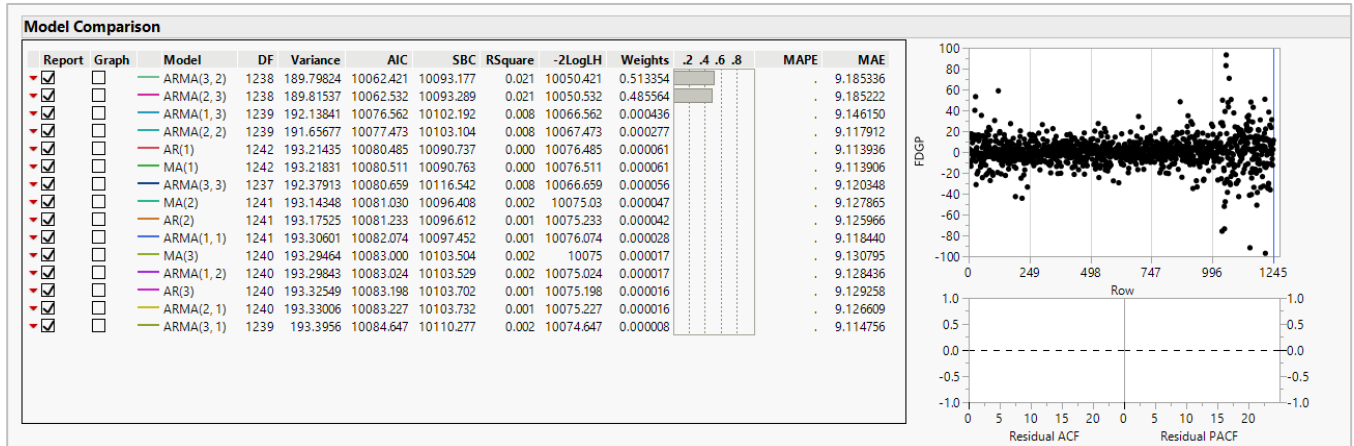 Model Comparison
Report Graph Model DF Variance AIC SBC RSquare -2LogLH Weights .2 .4 .6 .8 MAPE MAE
ARMA(3, 2) 1238 189.79824 10062.421 10093.177 0.021 10050.421 0.513354 . 9.185336
ARMA(2, 3) 1238 189.81537 10062.532 10093.289 0.021 10050.532 0.485564 . 9.185222
ARMA(1, 3) 1239 192.13841 10076.562 10102.192 0.008 10066.562 0.000436 . 9.146150
ARMA(2, 2) 1239 191.65677 10077.473 10103.104 0.008 10067.473 0.000277 . 9.117912
AR(1) 1242 193.21435 10080.485 10090.737 0.000 10076.485 0.000061 . 9.113936
MA(1) 1242 193.21831 10080.511 10090.763 0.000 10076.511 0.000061 . 9.113906
ARMA(3, 3) 1237 192.37913 10080.659 10116.542 0.008 10066.659 0.000056 . 9.120348
MA(2) 1241 193.14348 10081.030 10096.408 0.002 10075.03 0.000047 . 9.127865
AR(2) 1241 193.17525 10081.233 10096.612 0.001 10075.233 0.000042 . 9.125966
ARMA(1, 1) 1241 193.30601 10082.074 10097.452 0.001 10076.074 0.000028 . 9.118440
MA(3) 1240 193.29464 10083.000 10103.504 0.002 10075 0.000017 . 9.130795
ARMA(1, 2) 1240 193.29843 10083.024 10103.529 0.002 10075.024 0.000017 . 9.128436
AR(3) 1240 193.32549 10083.198 10103.702 0.001 10075.198 0.000016 . 9.129258
ARMA(2, 1) 1240 193.33006 10083.227 10103.732 0.001 10075.227 0.000016 . 9.126609
ARMA(3, 1) 1239 193.3956 10084.647 10110.277 0.002 10074.647 0.000008 . 9.114756
100
80
60
40
20
0
-20
-40
-60
-80
-100
FDGP
0 249 498 747 996 1245
Row
1.0 1.0
0.5 0.5
0.0 0.0
-0.5 -0.5
-1.0 -1.0
0 5 10 15 20 0 5 10 15 20
Residual ACF Residual PACF